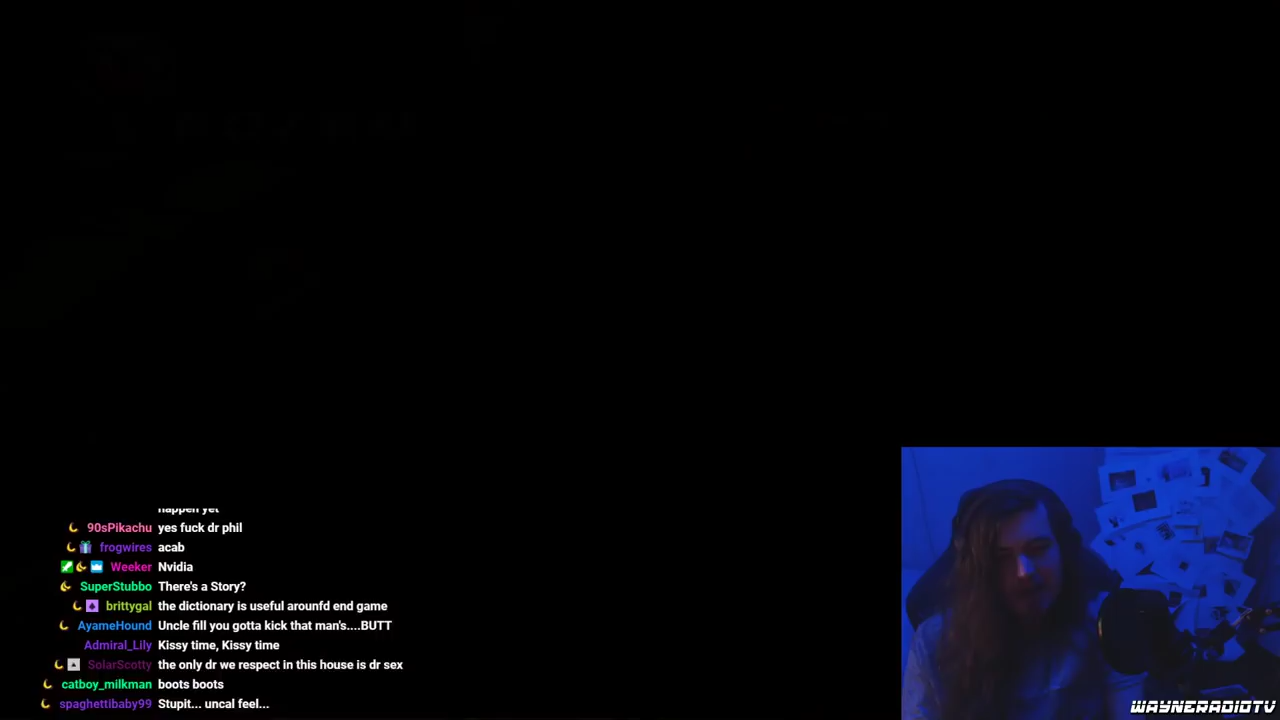 90sPikachu yes fuck dr phil
frogwires acab
Weeker Nvidia
SuperStubbo There's a Story?
brittygal the dictionary is useful arounfd end game
AyameHound Uncle fill you gotta kick that man's....BUTT
Admiral_Lily Kissy time, Kissy time
SolarScotty the only dr we respect in this house is dr sex
catboy_milkman boots boots
spaghettibaby99 Stupit... uncal feel...
WAYNERADIOTV